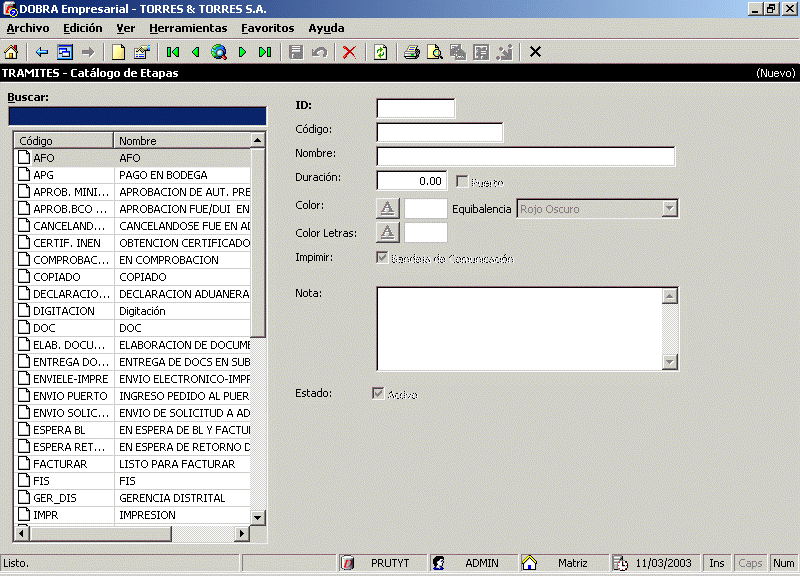 DOBRA Empresarial - TORRES & TORRES S.A.
Archivo Edición Ver Herramientas Favoritos Ayuda
TRAMITES - Catálogo de Etapas (Nuevo)
Buscar:
Código Nombre
AFO AFO
APG PAGO EN BODEGA
APROB. MINI... APROBACION DE AUT. PRE
APROB.BCO ... APROBACION FUE/DUI EN
CANCELAND... CANCELANDOSE FUE EN AD
CERTIF. INEN OBTENCION CERTIFICADO
COMPROBAC... EN COMPROBACION
COPIADO COPIADO
DECLARACIO... DECLARACION ADUANERA
DIGITACION Digitación
DOC DOC
ELAB. DOCU... ELABORACION DE DOCUME
ENTREGA DO... ENTREGA DE DOCS EN SUB
ENVIELE-IMPRE ENVIO ELECTRONICO-IMPR
ENVIO PUERTO INGRESO PEDIDO AL PUER
ENVIO SOLIC... ENVIO DE SOLICITUD A AD
ESPERA BL EN ESPERA DE BL Y FACTU
ESPERA RET... EN ESPERA DE RETORNO D
FACTURAR LISTO PARA FACTURAR
FIS FIS
GER_DIS GERENCIA DISTRITAL
IMPR IMPRESION
ID:
Código:
Nombre:
Duración: 0.00 Puerto
Color: A Equibalencia Rojo Oscuro
Color Letras: A
Imprimir: Bandeja de Comunicación
Nota:
Estado: Activo
Listo. PRUTYT ADMIN Matriz 11/03/2003 Ins Caps Num